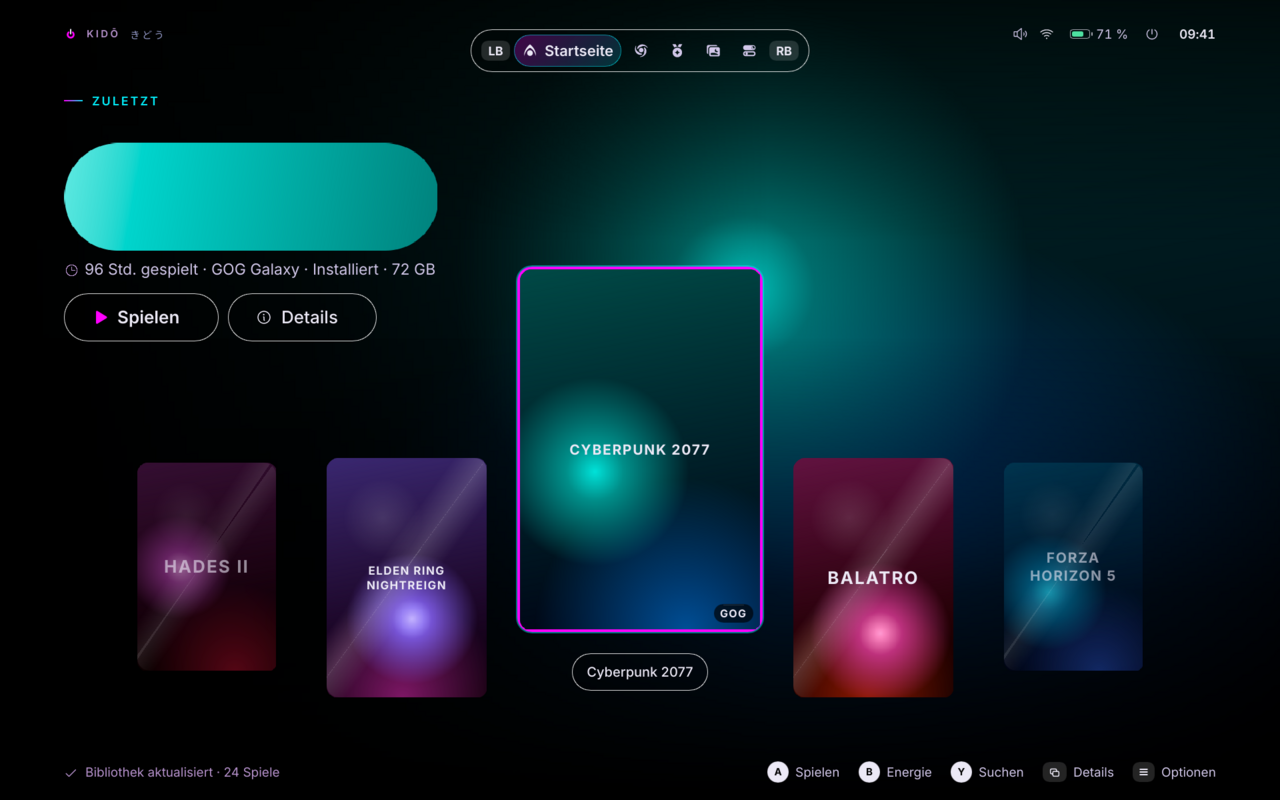 KIDŌ きどう
LB Startseite RB
71 %
09:41
ZULETZT
96 Std. gespielt · GOG Galaxy · Installiert · 72 GB
Spielen
Details
HADES II
ELDEN RING
NIGHTREIGN
CYBERPUNK 2077
GOG
BALATRO
FORZA
HORIZON 5
Cyberpunk 2077
Bibliothek aktualisiert · 24 Spiele
A Spielen
B Energie
Y Suchen
Details
Optionen